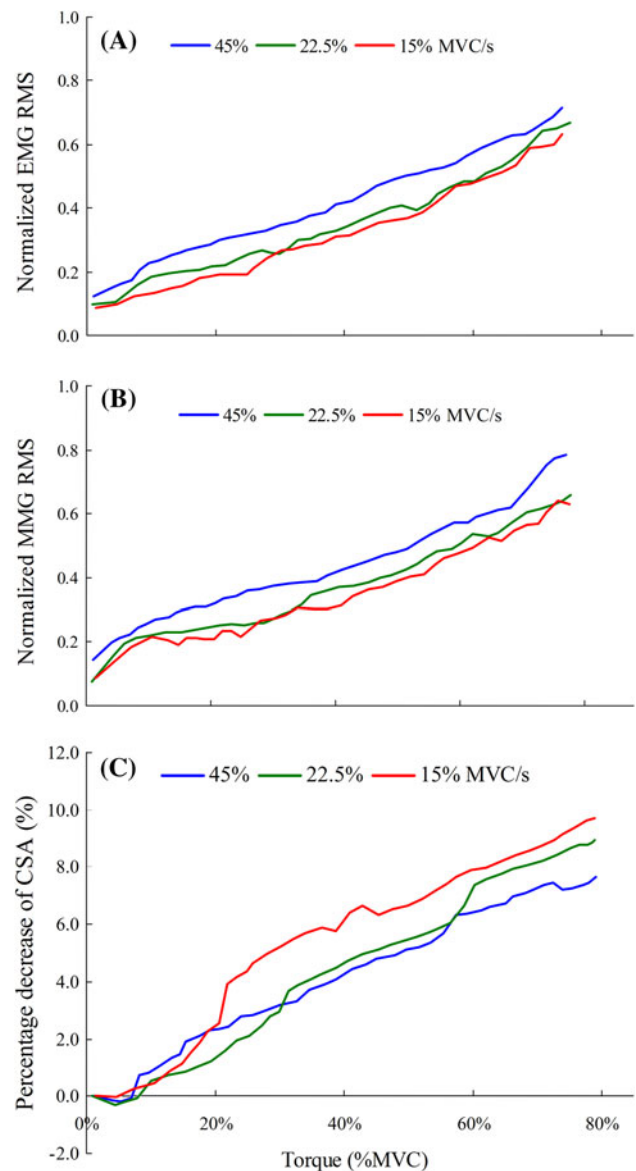 (A)
45% 22.5% 15% MVC/s
Normalized EMG RMS
1.0
0.8
0.6
0.4
0.2
0.0
(B)
45% 22.5% 15% MVC/s
Normalized MMG RMS
1.0
0.8
0.6
0.4
0.2
0.0
(C)
45% 22.5% 15% MVC/s
Percentage decrease of CSA (%)
12.0
10.0
8.0
6.0
4.0
2.0
0.0
-2.0
0% 20% 40% 60% 80%
Torque (%MVC)